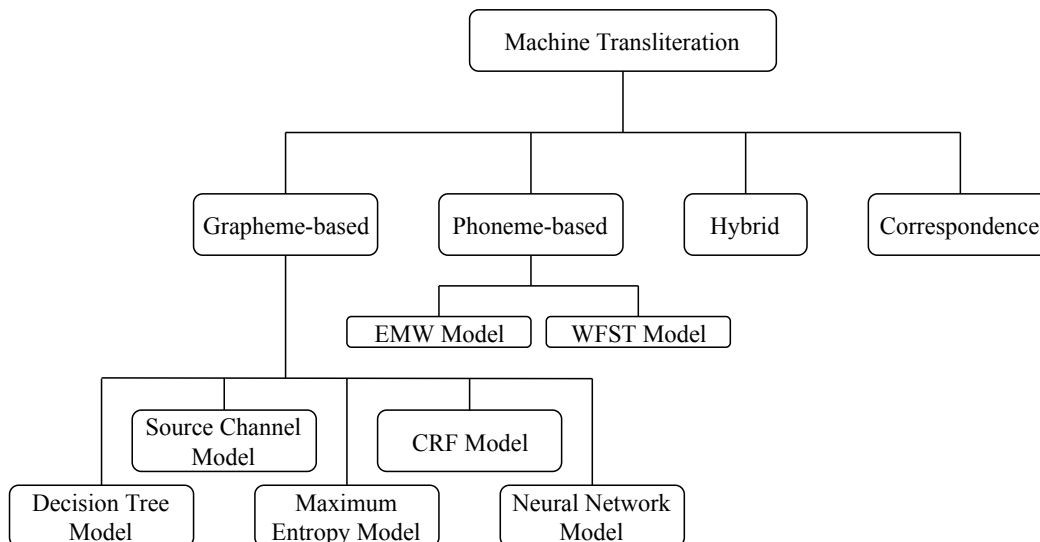 Machine Transliteration
Grapheme-based
Phoneme-based
Hybrid
Correspondence
EMW Model
WFST Model
Source Channel
Model
CRF Model
Decision Tree
Model
Maximum
Entropy Model
Neural Network
Model